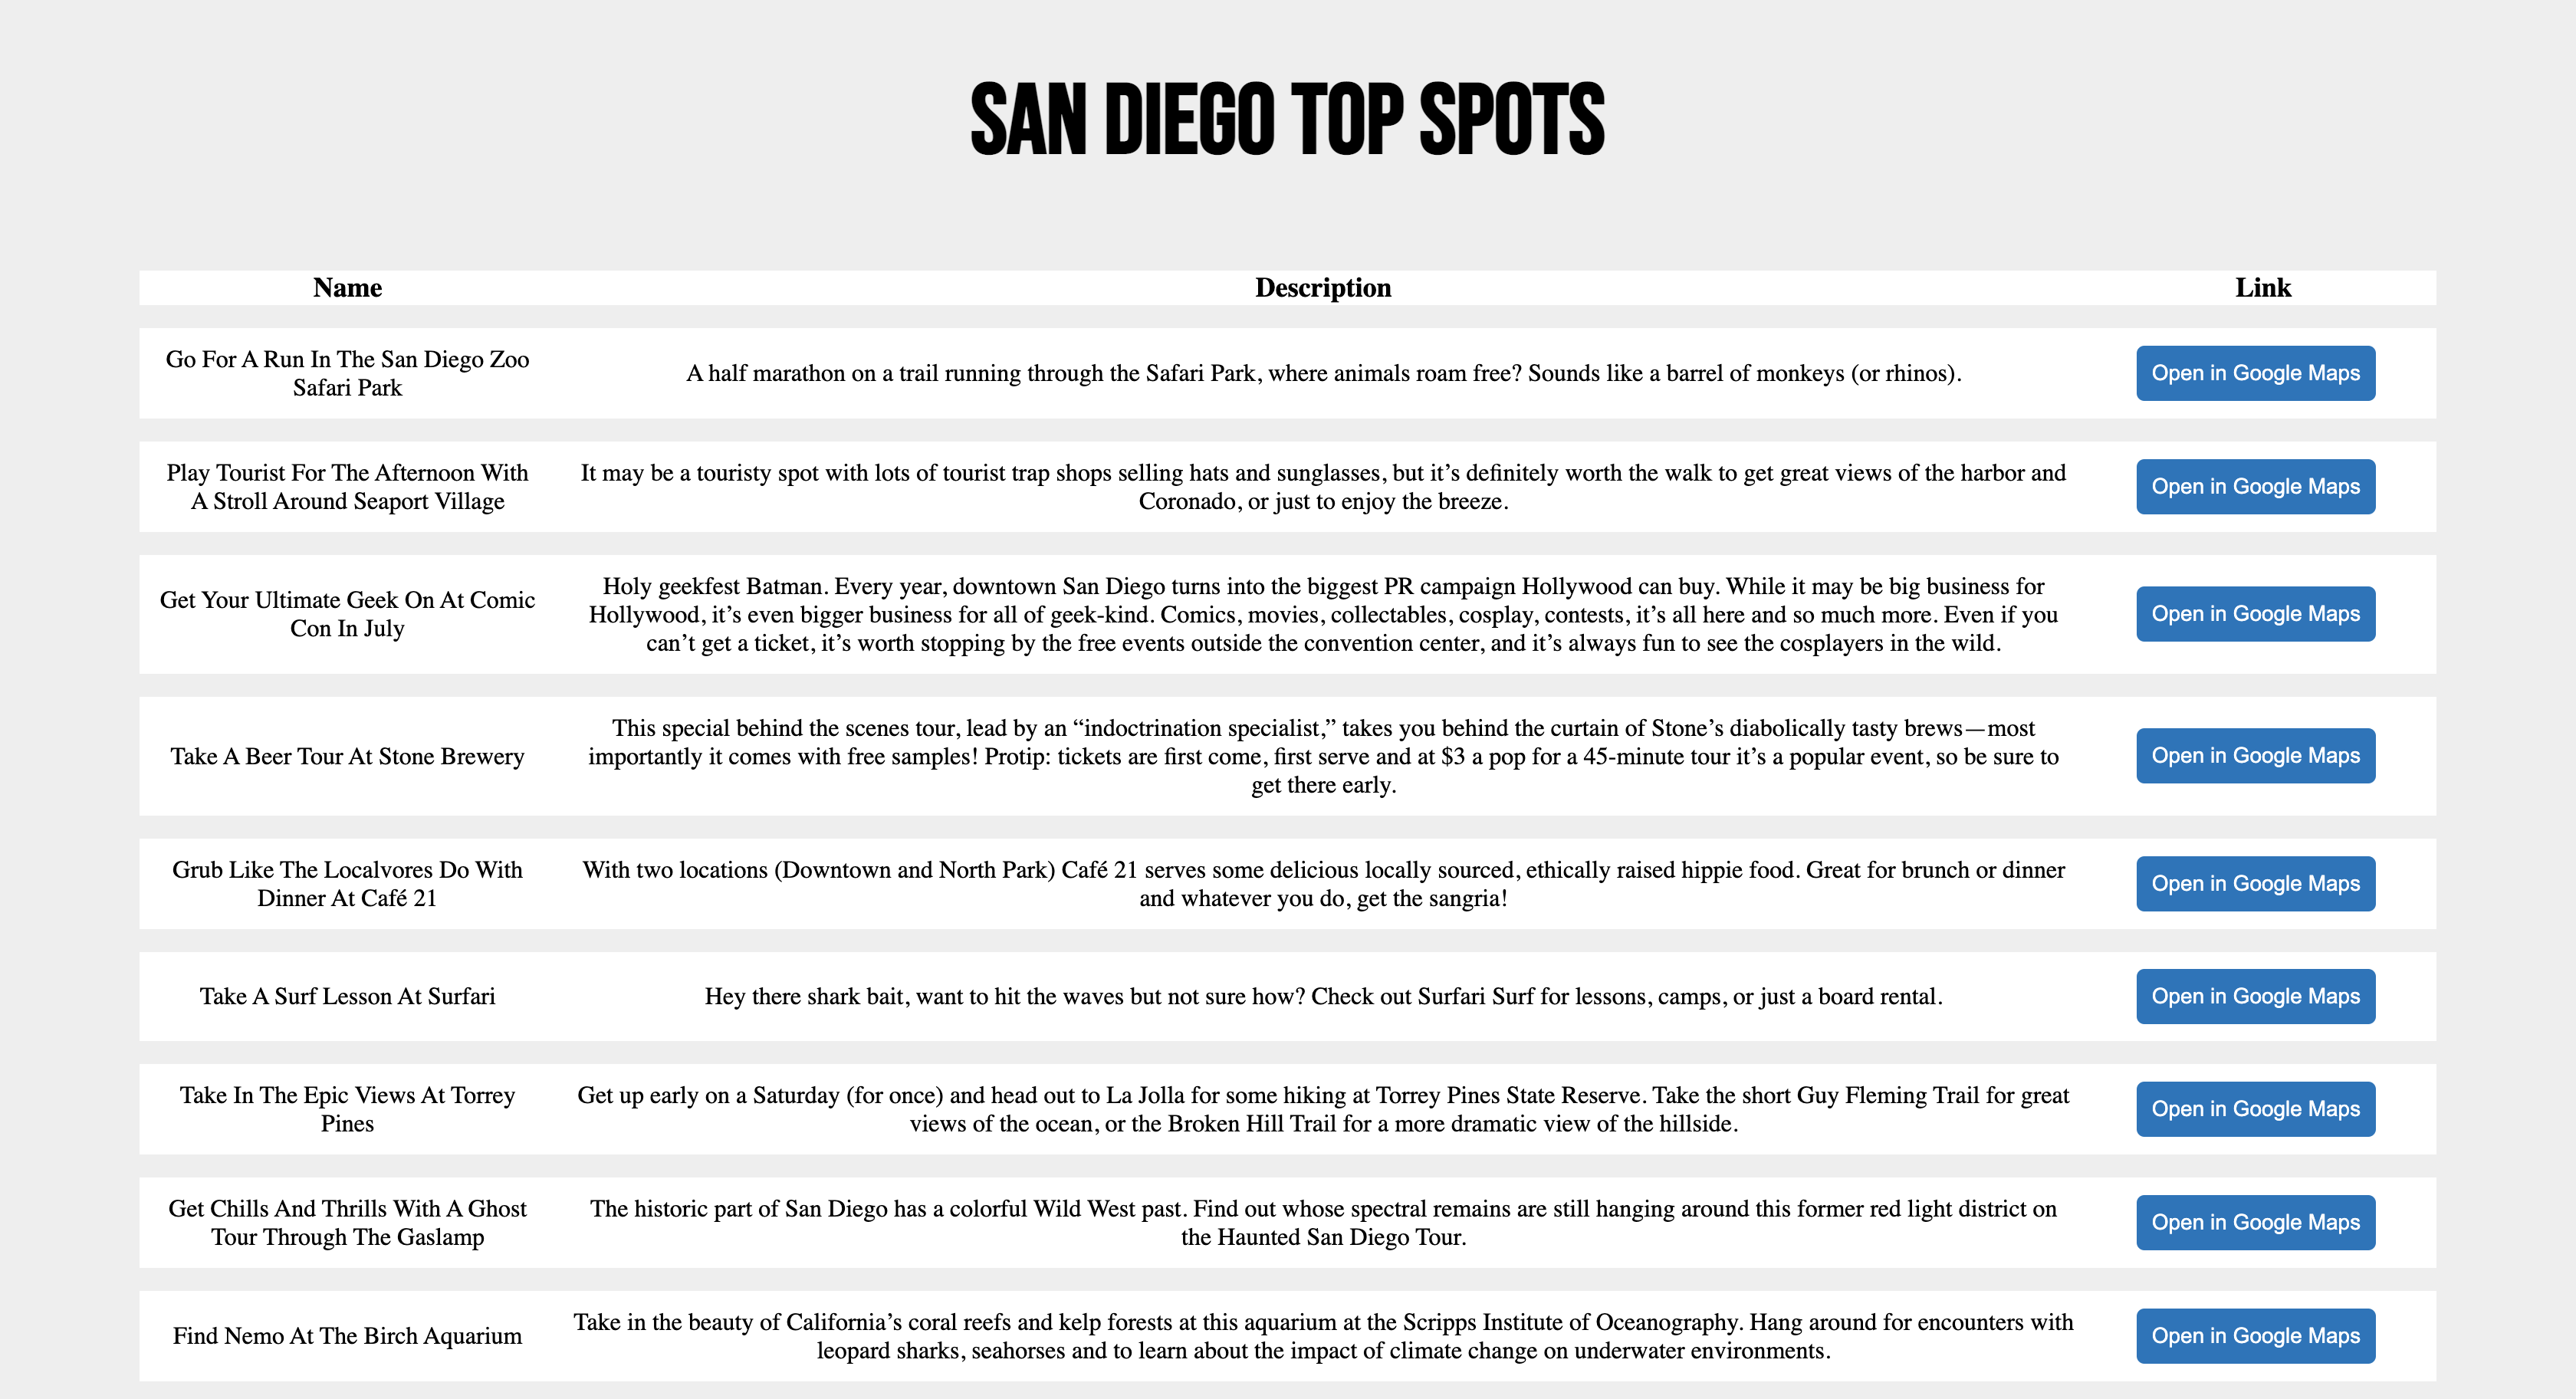 SAN DIEGO TOP SPOTS
Name Description Link
Go For A Run In The San Diego Zoo
Safari Park
A half marathon on a trail running through the Safari Park, where animals roam free? Sounds like a barrel of monkeys (or rhinos).
Open in Google Maps
Play Tourist For The Afternoon With
A Stroll Around Seaport Village
It may be a touristy spot with lots of tourist trap shops selling hats and sunglasses, but it’s definitely worth the walk to get great views of the harbor and
Coronado, or just to enjoy the breeze.
Open in Google Maps
Get Your Ultimate Geek On At Comic
Con In July
Holy geekfest Batman. Every year, downtown San Diego turns into the biggest PR campaign Hollywood can buy. While it may be big business for
Hollywood, it’s even bigger business for all of geek-kind. Comics, movies, collectables, cosplay, contests, it’s all here and so much more. Even if you
can’t get a ticket, it’s worth stopping by the free events outside the convention center, and it’s always fun to see the cosplayers in the wild.
Open in Google Maps
Take A Beer Tour At Stone Brewery
This special behind the scenes tour, lead by an “indoctrination specialist,” takes you behind the curtain of Stone’s diabolically tasty brews—most
importantly it comes with free samples! Protip: tickets are first come, first serve and at $3 a pop for a 45-minute tour it’s a popular event, so be sure to
get there early.
Open in Google Maps
Grub Like The Localvores Do With
Dinner At Café 21
With two locations (Downtown and North Park) Café 21 serves some delicious locally sourced, ethically raised hippie food. Great for brunch or dinner
and whatever you do, get the sangria!
Open in Google Maps
Take A Surf Lesson At Surfari
Hey there shark bait, want to hit the waves but not sure how? Check out Surfari Surf for lessons, camps, or just a board rental.
Open in Google Maps
Take In The Epic Views At Torrey
Pines
Get up early on a Saturday (for once) and head out to La Jolla for some hiking at Torrey Pines State Reserve. Take the short Guy Fleming Trail for great
views of the ocean, or the Broken Hill Trail for a more dramatic view of the hillside.
Open in Google Maps
Get Chills And Thrills With A Ghost
Tour Through The Gaslamp
The historic part of San Diego has a colorful Wild West past. Find out whose spectral remains are still hanging around this former red light district on
the Haunted San Diego Tour.
Open in Google Maps
Find Nemo At The Birch Aquarium
Take in the beauty of California’s coral reefs and kelp forests at this aquarium at the Scripps Institute of Oceanography. Hang around for encounters with
leopard sharks, seahorses and to learn about the impact of climate change on underwater environments.
Open in Google Maps